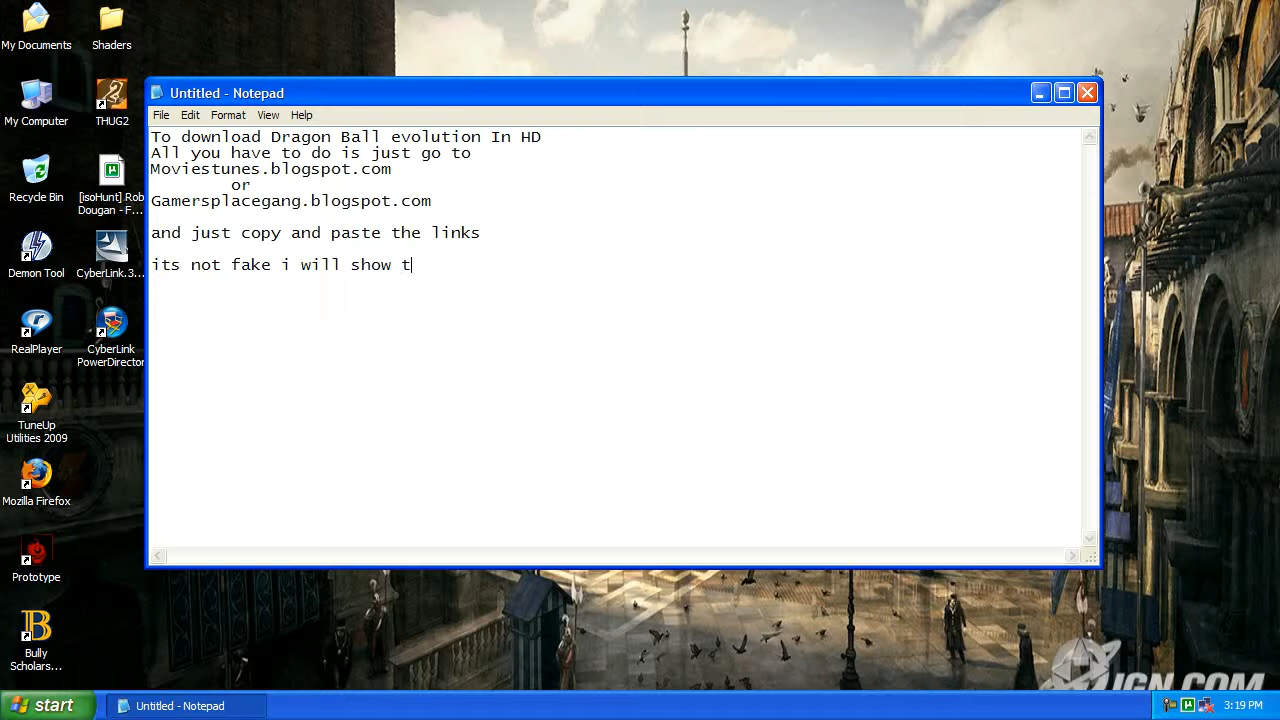 My Documents
Shaders
My Computer
THUG2
Recycle Bin
[isoHunt] Rob
Dougan - F...
Demon Tool
CyberLink.3...
RealPlayer
CyberLink
PowerDirector
TuneUp
Utilities 2009
Mozilla Firefox
Prototype
Bully
Scholars...
Untitled - Notepad
File Edit Format View Help
To download Dragon Ball evolution In HD
All you have to do is just go to
Moviestunes.blogspot.com
or
Gamersplacegang.blogspot.com
and just copy and paste the links
its not fake i will show t
IGN.COM
start
Untitled - Notepad
3:19 PM